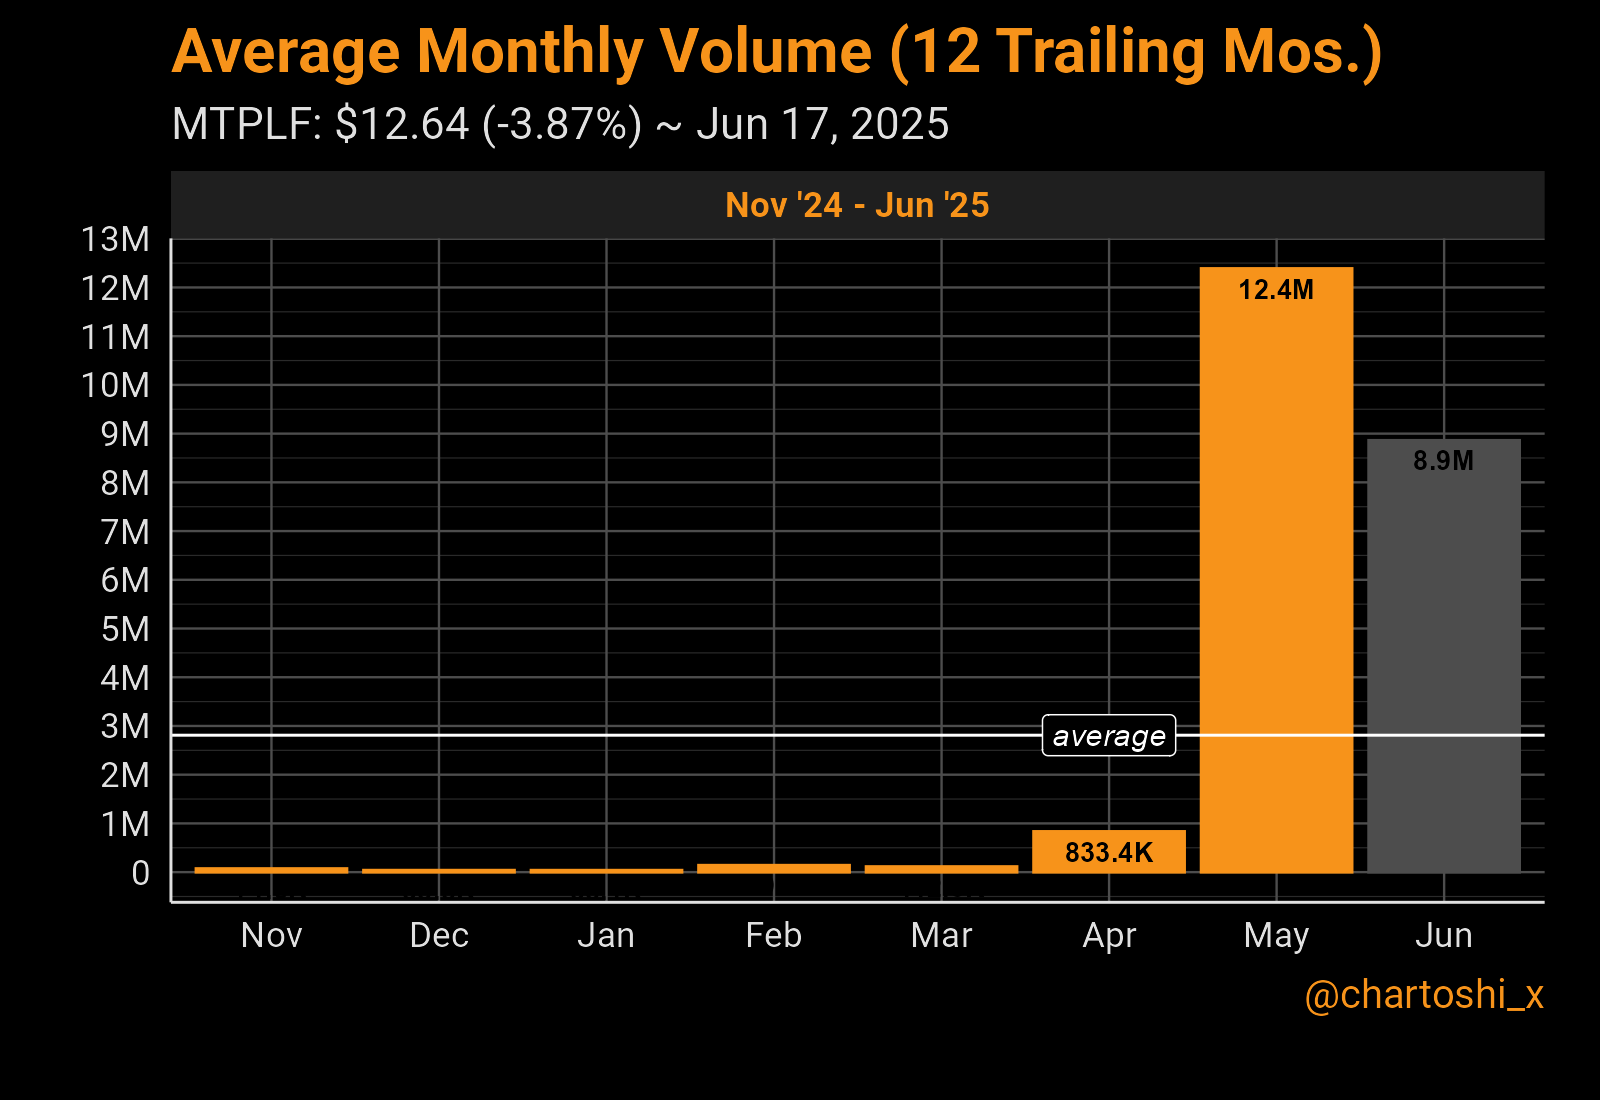 Average Monthly Volume (12 Trailing Mos.)
MTPLF: $12.64 (-3.87%) ~ Jun 17, 2025
Nov '24 - Jun '25
13M
12M
11M
10M
9M
8M
7M
6M
5M
4M
3M
2M
1M
0
12.4M
8.9M
average
833.4K
Nov Dec Jan Feb Mar Apr May Jun
@chartoshi_x